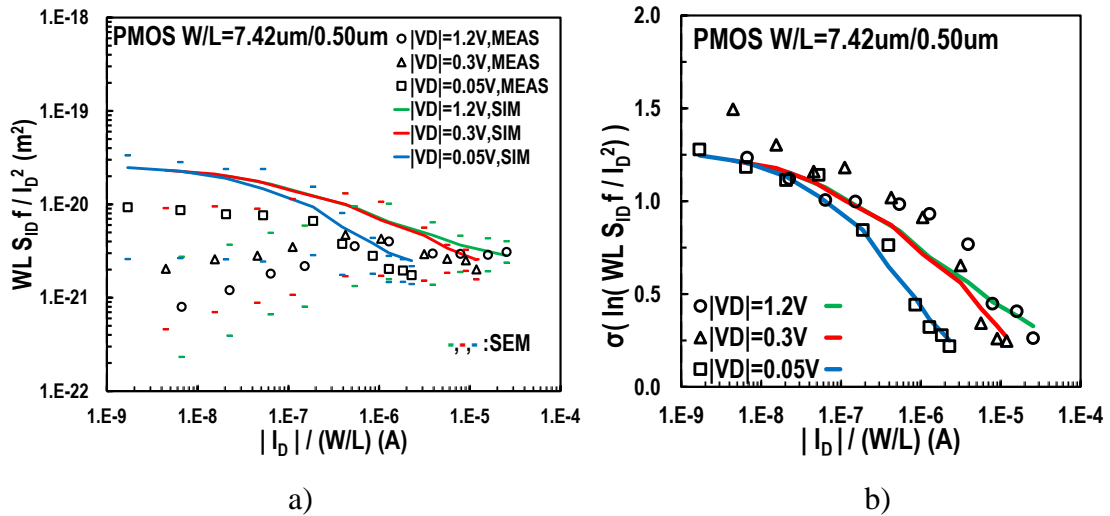 PMOS W/L=7.42um/0.50um
|VD|=1.2V,MEAS
|VD|=0.3V,MEAS
|VD|=0.05V,MEAS
|VD|=1.2V,SIM
|VD|=0.3V,SIM
|VD|=0.05V,SIM
-,-,- :SEM
WL S_ID f / I_D^2 (m²)
1.E-18
1.E-19
1.E-20
1.E-21
1.E-22
1.E-9 1.E-8 1.E-7 1.E-6 1.E-5 1.E-4
| I_D | / (W/L) (A)
a)
PMOS W/L=7.42um/0.50um
|VD|=1.2V
|VD|=0.3V
|VD|=0.05V
σ( ln( WL S_ID f / I_D^2) )
2.0
1.5
1.0
0.5
0.0
1.E-9 1.E-8 1.E-7 1.E-6 1.E-5 1.E-4
| I_D | / (W/L) (A)
b)